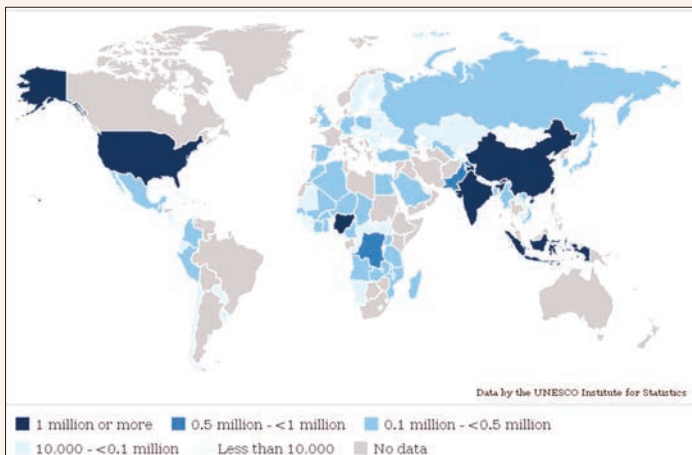 Data by the UNESCO Institute for Statistics
1 million or more 0.5 million - <1 million 0.1 million - <0.5 million
10.000 - <0.1 million Less than 10.000 No data